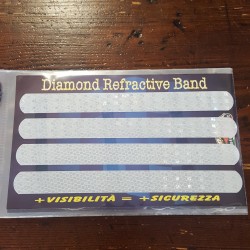 Diamond Refractive Band
+VISIBILITÀ = +SICUREZZA